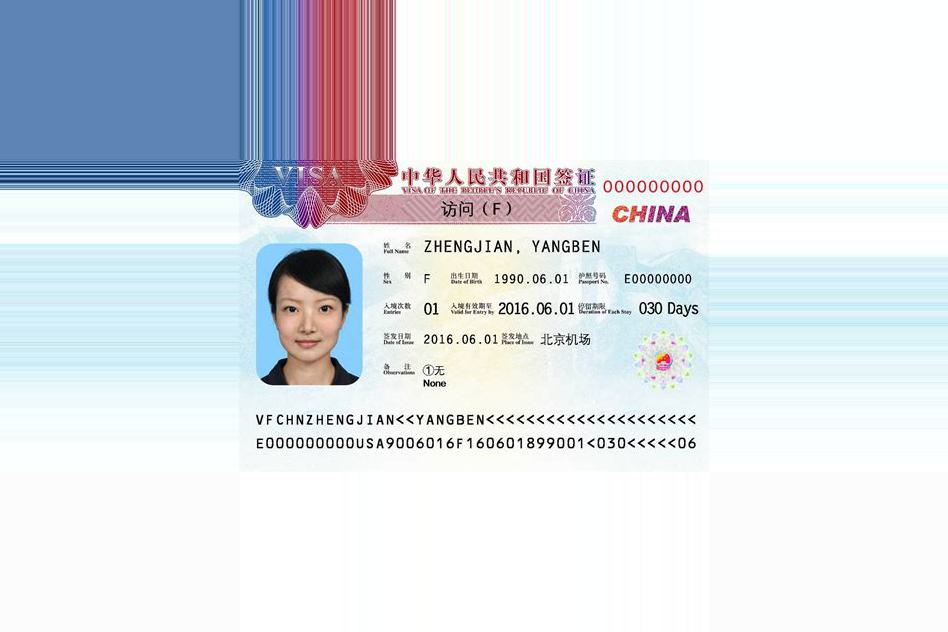 VISA
中华人民共和国签证
VISA OF THE PEOPLE'S REPUBLIC OF CHINA
000000000
访问（F）
CHINA
姓 名 Full Name ZHENGJIAN, YANGBEN
性 别 Sex F 出生日期 Date of Birth 1990.06.01 护照号码 Passport No. E00000000
入境次数 Entries 01 入境有效期至 Valid for Entry by 2016.06.01 停留期限 Duration of Each Stay 030 Days
签发日期 Date of Issue 2016.06.01 签发地点 Place of Issue 北京机场
备 注 Observations ①无
None
VFCHNZHENGJIAN<<YANGBEN<<<<<<<<<<<<<<<<<<<<<
E000000000USA9006016F160601899001<030<<<<<06